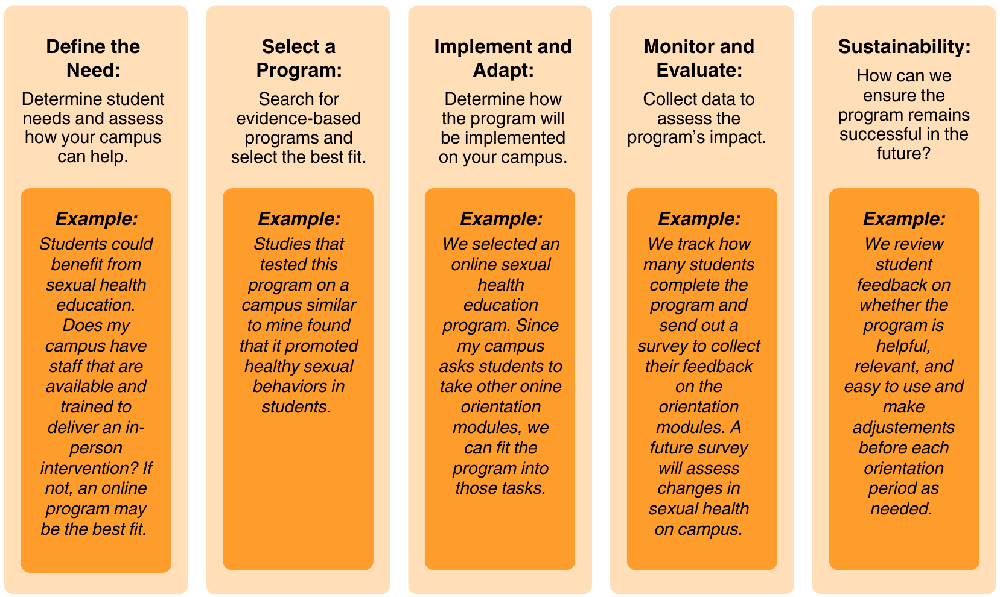 Define the
Need:
Determine student
needs and assess
how your campus
can help.
Example:
Students could
benefit from
sexual health
education.
Does my
campus have
staff that are
available and
trained to
deliver an in-
person
intervention? If
not, an online
program may
be the best fit.
Select a
Program:
Search for
evidence-based
programs and
select the best fit.
Example:
Studies that
tested this
program on a
campus similar
to mine found
that it promoted
healthy sexual
behaviors in
students.
Implement and
Adapt:
Determine how
the program will
be implemented
on your campus.
Example:
We selected an
online sexual
health
education
program. Since
my campus
asks students to
take other onine
orientation
modules, we
can fit the
program into
those tasks.
Monitor and
Evaluate:
Collect data to
assess the
program’s impact.
Example:
We track how
many students
complete the
program and
send out a
survey to collect
their feedback
on the
orientation
modules. A
future survey
will assess
changes in
sexual health
on campus.
Sustainability:
How can we
ensure the
program remains
successful in the
future?
Example:
We review
student
feedback on
whether the
program is
helpful,
relevant, and
easy to use and
make
adjustements
before each
orientation
period as
needed.